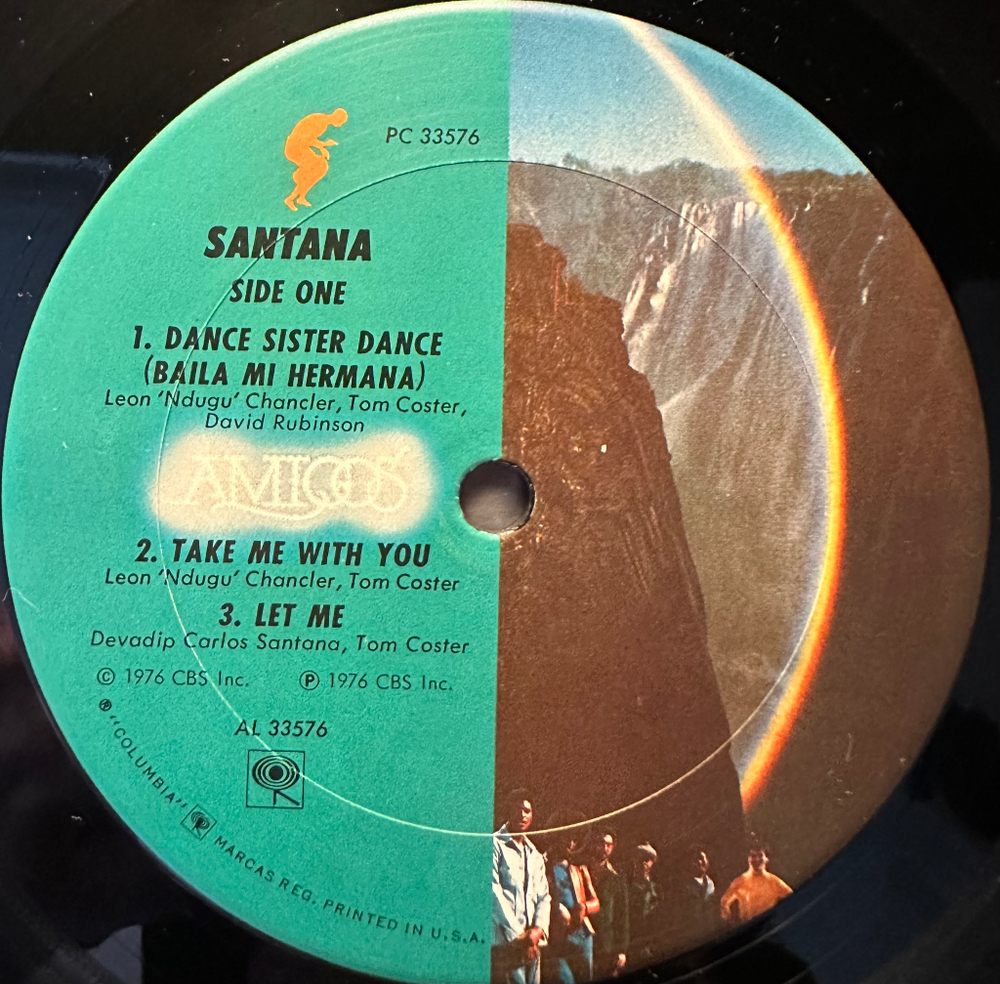 PC 33576
SANTANA
SIDE ONE
1. DANCE SISTER DANCE
(BAILA MI HERMANA)
Leon 'Ndugu' Chancler, Tom Coster,
David Rubinson
AMIGOS
2. TAKE ME WITH YOU
Leon 'Ndugu' Chancler, Tom Coster
3. LET ME
Devadip Carlos Santana, Tom Coster
© 1976 CBS Inc. ℗ 1976 CBS Inc.
AL 33576
® "COLUMBIA" MARCAS REG. PRINTED IN U.S.A.